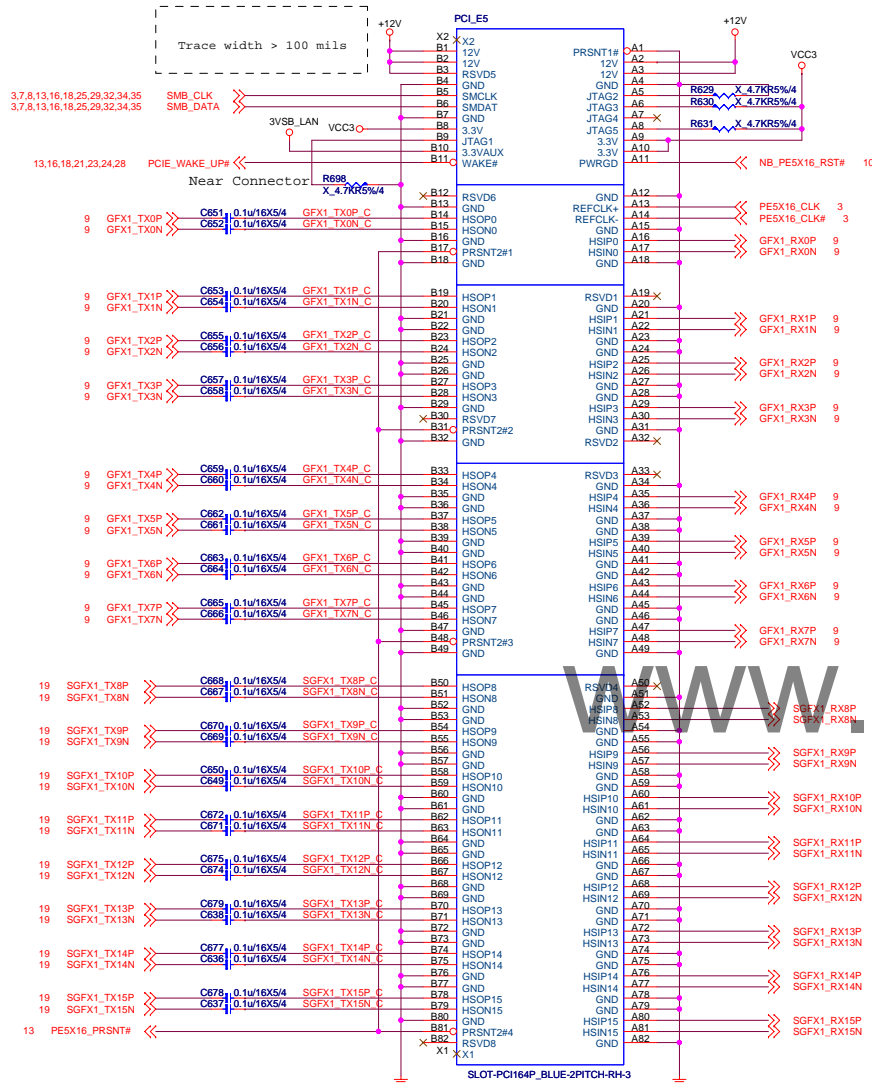 PCI_E5
+12V
+12V
Trace width > 100 mils
VCC3
X2 X2
B1 12V PRSNT1# A1
B2 12V 12V A2
B3 RSVD5 12V A3
B4 GND GND A4
3,7,8,13,16,18,25,29,32,34,35 SMB_CLK B5 SMCLK JTAG2 A5 R629 X_4.7KR5%/4
3,7,8,13,16,18,25,29,32,34,35 SMB_DATA B6 SMDAT JTAG3 A6 R630 X_4.7KR5%/4
B7 GND JTAG4 A7
3VSB_LAN VCC3 B8 3.3V JTAG5 A8 R631 X_4.7KR5%/4
B9 JTAG1 3.3V A9
B10 3.3VAUX 3.3V A10
13,16,18,21,23,24,28 PCIE_WAKE_UP# B11 WAKE# PWRGD A11 NB_PE5X16_RST# 10
Near Connector R698 X_4.7KR5%/4
B12 RSVD6 GND A12
B13 GND REFCLK+ A13 PE5X16_CLK 3
9 GFX1_TX0P C651 0.1u/16X5/4 GFX1_TX0P_C B14 HSOP0 REFCLK- A14 PE5X16_CLK# 3
9 GFX1_TX0N C652 0.1u/16X5/4 GFX1_TX0N_C B15 HSON0 GND A15
B16 GND HSIP0 A16 GFX1_RX0P 9
B17 PRSNT2#1 HSIN0 A17 GFX1_RX0N 9
B18 GND GND A18
9 GFX1_TX1P C653 0.1u/16X5/4 GFX1_TX1P_C B19 HSOP1 RSVD1 A19
9 GFX1_TX1N C654 0.1u/16X5/4 GFX1_TX1N_C B20 HSON1 GND A20
B21 GND HSIP1 A21 GFX1_RX1P 9
B22 GND HSIN1 A22 GFX1_RX1N 9
9 GFX1_TX2P C655 0.1u/16X5/4 GFX1_TX2P_C B23 HSOP2 GND A23
9 GFX1_TX2N C656 0.1u/16X5/4 GFX1_TX2N_C B24 HSON2 GND A24
B25 GND HSIP2 A25 GFX1_RX2P 9
B26 GND HSIN2 A26 GFX1_RX2N 9
9 GFX1_TX3P C657 0.1u/16X5/4 GFX1_TX3P_C B27 HSOP3 GND A27
9 GFX1_TX3N C658 0.1u/16X5/4 GFX1_TX3N_C B28 HSON3 GND A28
B29 GND HSIP3 A29 GFX1_RX3P 9
B30 RSVD7 HSIN3 A30 GFX1_RX3N 9
B31 PRSNT2#2 GND A31
B32 GND RSVD2 A32
9 GFX1_TX4P C659 0.1u/16X5/4 GFX1_TX4P_C B33 HSOP4 RSVD3 A33
9 GFX1_TX4N C660 0.1u/16X5/4 GFX1_TX4N_C B34 HSON4 GND A34
B35 GND HSIP4 A35 GFX1_RX4P 9
B36 GND HSIN4 A36 GFX1_RX4N 9
9 GFX1_TX5P C662 0.1u/16X5/4 GFX1_TX5P_C B37 HSOP5 GND A37
9 GFX1_TX5N C661 0.1u/16X5/4 GFX1_TX5N_C B38 HSON5 GND A38
B39 GND HSIP5 A39 GFX1_RX5P 9
B40 GND HSIN5 A40 GFX1_RX5N 9
9 GFX1_TX6P C663 0.1u/16X5/4 GFX1_TX6P_C B41 HSOP6 GND A41
9 GFX1_TX6N C664 0.1u/16X5/4 GFX1_TX6N_C B42 HSON6 GND A42
B43 GND HSIP6 A43 GFX1_RX6P 9
B44 GND HSIN6 A44 GFX1_RX6N 9
9 GFX1_TX7P C665 0.1u/16X5/4 GFX1_TX7P_C B45 HSOP7 GND A45
9 GFX1_TX7N C666 0.1u/16X5/4 GFX1_TX7N_C B46 HSON7 GND A46
B47 GND HSIP7 A47 GFX1_RX7P 9
B48 PRSNT2#3 HSIN7 A48 GFX1_RX7N 9
B49 GND GND A49
19 SGFX1_TX8P C668 0.1u/16X5/4 SGFX1_TX8P_C B50 HSOP8 RSVD4 A50
19 SGFX1_TX8N C667 0.1u/16X5/4 SGFX1_TX8N_C B51 HSON8 GND A51
B52 GND HSIP8 A52 SGFX1_RX8P
B53 GND HSIN8 A53 SGFX1_RX8N
www.
19 SGFX1_TX9P C670 0.1u/16X5/4 SGFX1_TX9P_C B54 HSOP9 GND A54
19 SGFX1_TX9N C669 0.1u/16X5/4 SGFX1_TX9N_C B55 HSON9 GND A55
B56 GND HSIP9 A56 SGFX1_RX9P
B57 GND HSIN9 A57 SGFX1_RX9N
19 SGFX1_TX10P C650 0.1u/16X5/4 SGFX1_TX10P_C B58 HSOP10 GND A58
19 SGFX1_TX10N C649 0.1u/16X5/4 SGFX1_TX10N_C B59 HSON10 GND A59
B60 GND HSIP10 A60 SGFX1_RX10P
B61 GND HSIN10 A61 SGFX1_RX10N
19 SGFX1_TX11P C672 0.1u/16X5/4 SGFX1_TX11P_C B62 HSOP11 GND A62
19 SGFX1_TX11N C671 0.1u/16X5/4 SGFX1_TX11N_C B63 HSON11 GND A63
B64 GND HSIP11 A64 SGFX1_RX11P
B65 GND HSIN11 A65 SGFX1_RX11N
19 SGFX1_TX12P C675 0.1u/16X5/4 SGFX1_TX12P_C B66 HSOP12 GND A66
19 SGFX1_TX12N C674 0.1u/16X5/4 SGFX1_TX12N_C B67 HSON12 GND A67
B68 GND HSIP12 A68 SGFX1_RX12P
B69 GND HSIN12 A69 SGFX1_RX12N
19 SGFX1_TX13P C679 0.1u/16X5/4 SGFX1_TX13P_C B70 HSOP13 GND A70
19 SGFX1_TX13N C638 0.1u/16X5/4 SGFX1_TX13N_C B71 HSON13 GND A71
B72 GND HSIP13 A72 SGFX1_RX13P
B73 GND HSIN13 A73 SGFX1_RX13N
19 SGFX1_TX14P C677 0.1u/16X5/4 SGFX1_TX14P_C B74 HSOP14 GND A74
19 SGFX1_TX14N C636 0.1u/16X5/4 SGFX1_TX14N_C B75 HSON14 GND A75
B76 GND HSIP14 A76 SGFX1_RX14P
B77 GND HSIN14 A77 SGFX1_RX14N
19 SGFX1_TX15P C678 0.1u/16X5/4 SGFX1_TX15P_C B78 HSOP15 GND A78
19 SGFX1_TX15N C637 0.1u/16X5/4 SGFX1_TX15N_C B79 HSON15 GND A79
B80 GND HSIP15 A80 SGFX1_RX15P
13 PE5X16_PRSNT# B81 PRSNT2#4 HSIN15 A81 SGFX1_RX15N
B82 RSVD8 GND A82
X1 X1
SLOT-PCI164P_BLUE-2PITCH-RH-3